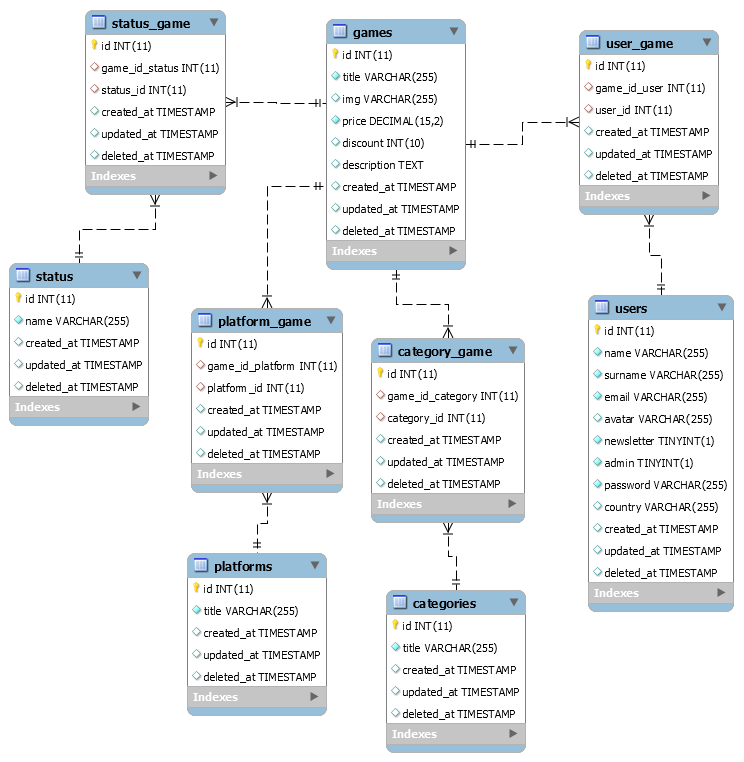 status_game
id INT(11)
game_id_status INT(11)
status_id INT(11)
created_at TIMESTAMP
updated_at TIMESTAMP
deleted_at TIMESTAMP
Indexes
games
id INT(11)
title VARCHAR(255)
img VARCHAR(255)
price DECIMAL(15,2)
discount INT(10)
description TEXT
created_at TIMESTAMP
updated_at TIMESTAMP
deleted_at TIMESTAMP
Indexes
user_game
id INT(11)
game_id_user INT(11)
user_id INT(11)
created_at TIMESTAMP
updated_at TIMESTAMP
deleted_at TIMESTAMP
Indexes
status
id INT(11)
name VARCHAR(255)
created_at TIMESTAMP
updated_at TIMESTAMP
deleted_at TIMESTAMP
Indexes
platform_game
id INT(11)
game_id_platform INT(11)
platform_id INT(11)
created_at TIMESTAMP
updated_at TIMESTAMP
deleted_at TIMESTAMP
Indexes
category_game
id INT(11)
game_id_category INT(11)
category_id INT(11)
created_at TIMESTAMP
updated_at TIMESTAMP
deleted_at TIMESTAMP
Indexes
users
id INT(11)
name VARCHAR(255)
surname VARCHAR(255)
email VARCHAR(255)
avatar VARCHAR(255)
newsletter TINYINT(1)
admin TINYINT(1)
password VARCHAR(255)
country VARCHAR(255)
created_at TIMESTAMP
updated_at TIMESTAMP
deleted_at TIMESTAMP
Indexes
platforms
id INT(11)
title VARCHAR(255)
created_at TIMESTAMP
updated_at TIMESTAMP
deleted_at TIMESTAMP
Indexes
categories
id INT(11)
title VARCHAR(255)
created_at TIMESTAMP
updated_at TIMESTAMP
deleted_at TIMESTAMP
Indexes